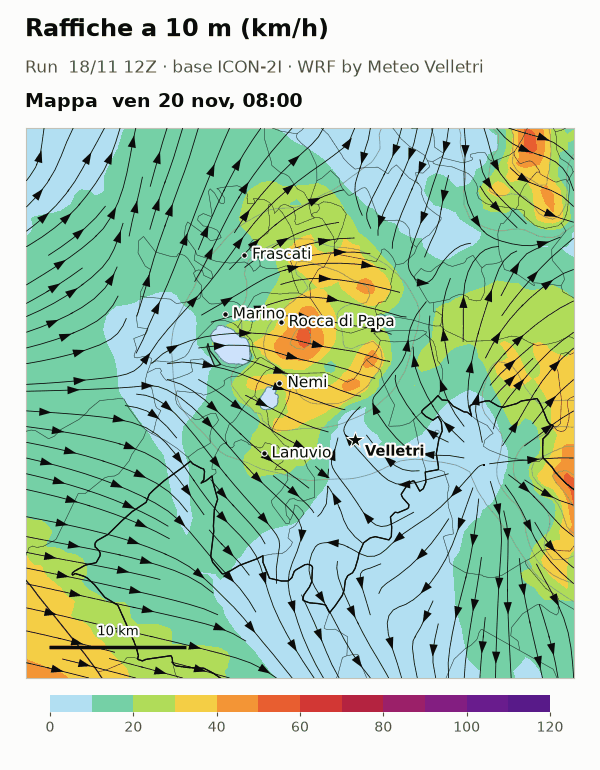 Raffiche a 10 m (km/h)
Run  18/11 12Z · base ICON-2I · WRF by Meteo Velletri
Mappa  ven 20 nov, 08:00
Frascati
Marino
Rocca di Papa
Nemi
Velletri
Lanuvio
10 km
0 20 40 60 80 100 120